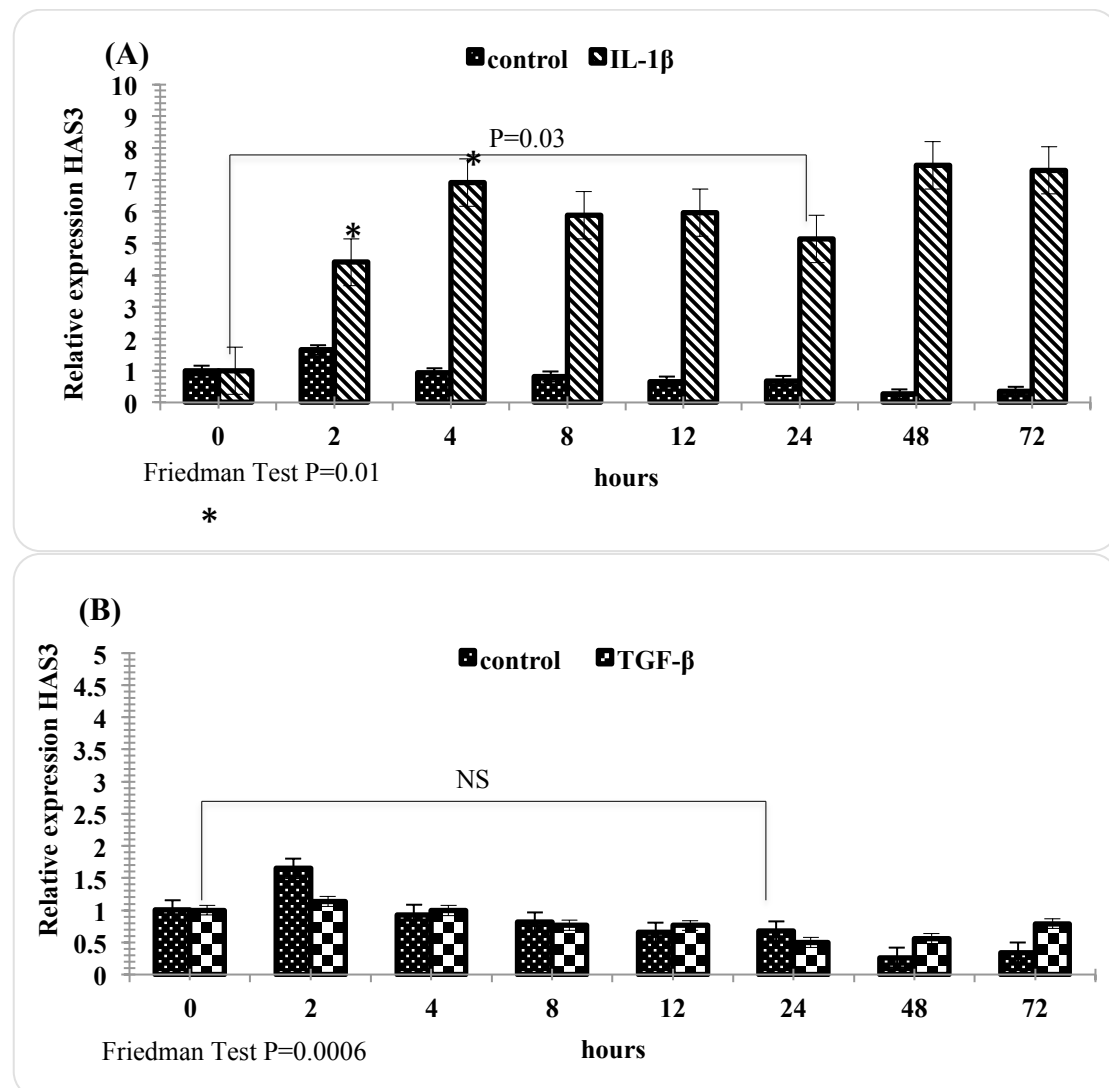 (A)
control IL-1β
Relative expression HAS3
10
9
8
7
6
5
4
3
2
1
0
P=0.03
*
*
0 2 4 8 12 24 48 72
Friedman Test P=0.01
hours
*
(B)
control TGF-β
Relative expression HAS3
5
4.5
4
3.5
3
2.5
2
1.5
1
0.5
0
NS
0 2 4 8 12 24 48 72
Friedman Test P=0.0006
hours